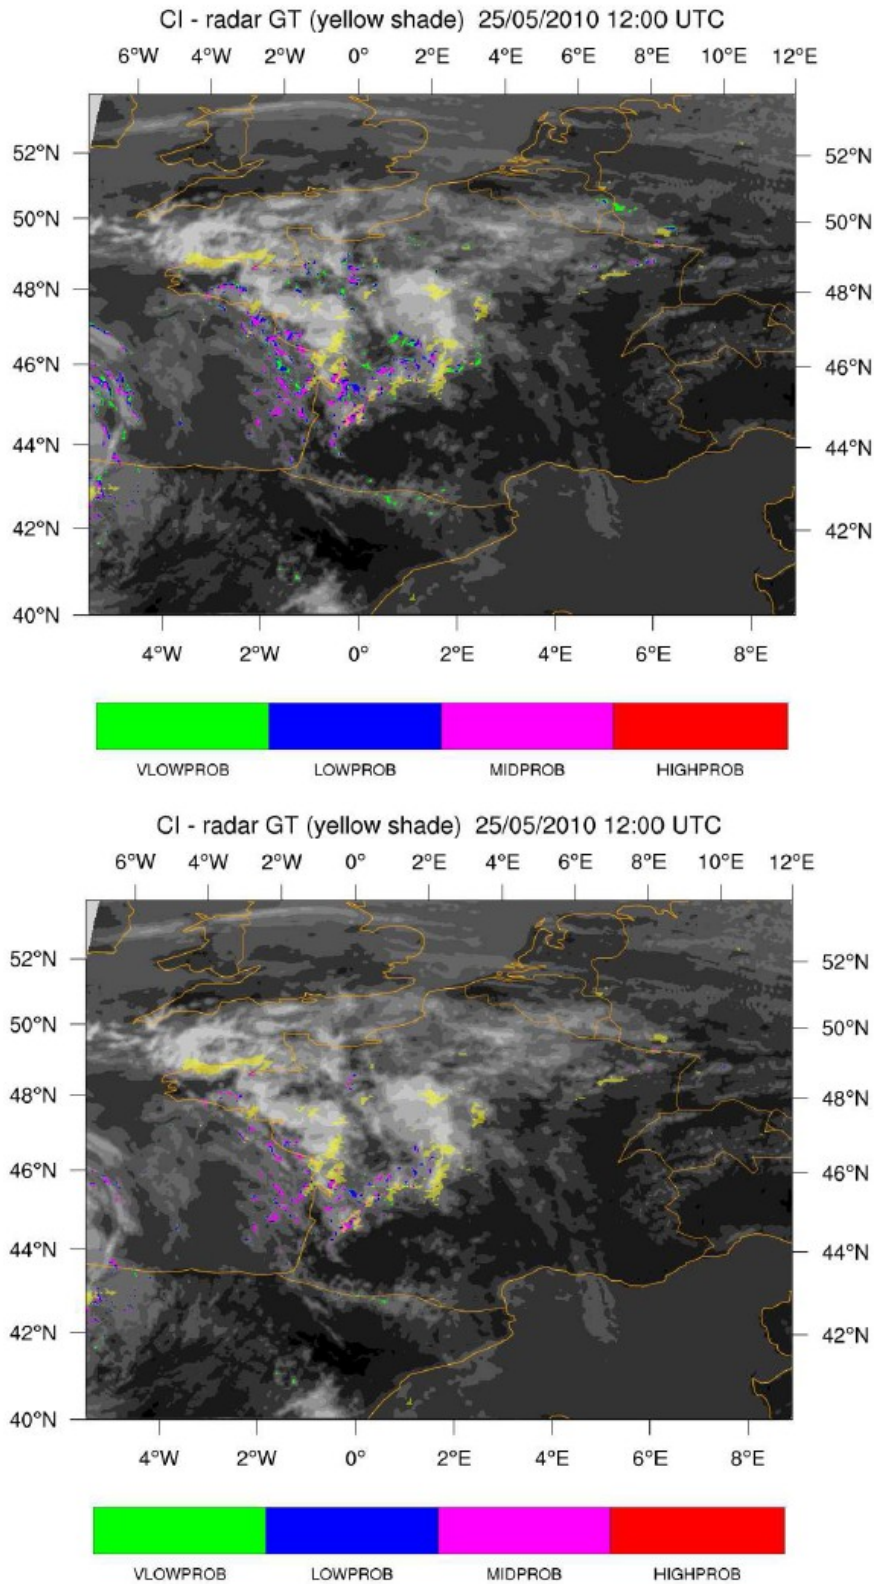 CI - radar GT (yellow shade) 25/05/2010 12:00 UTC
6°W 4°W 2°W 0° 2°E 4°E 6°E 8°E 10°E 12°E
52°N 52°N
50°N 50°N
48°N 48°N
46°N 46°N
44°N 44°N
42°N 42°N
40°N
4°W 2°W 0° 2°E 4°E 6°E 8°E
VLOWPROB LOWPROB MIDPROB HIGHPROB
CI - radar GT (yellow shade) 25/05/2010 12:00 UTC
6°W 4°W 2°W 0° 2°E 4°E 6°E 8°E 10°E 12°E
52°N 52°N
50°N 50°N
48°N 48°N
46°N 46°N
44°N 44°N
42°N 42°N
40°N
4°W 2°W 0° 2°E 4°E 6°E 8°E
VLOWPROB LOWPROB MIDPROB HIGHPROB